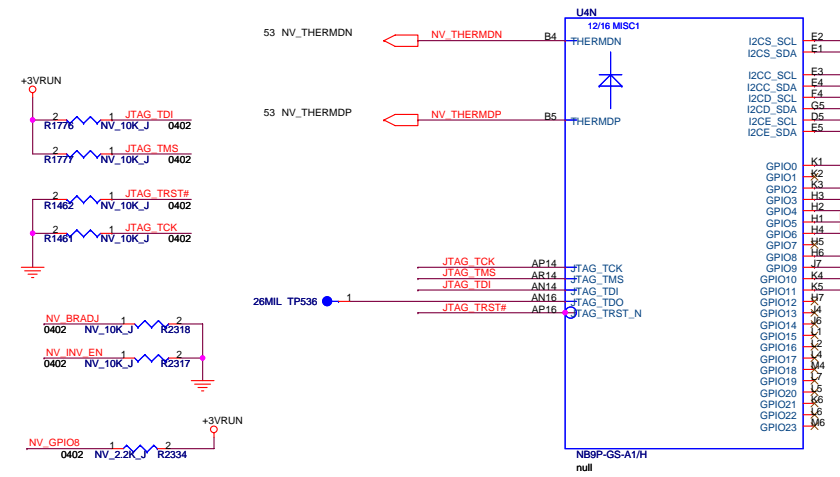 U4N
12/16 MISC1
53 NV_THERMDN
NV_THERMDN
B4
THERMDN
53 NV_THERMDP
NV_THERMDP
B5
THERMDP
I2CS_SCL E2
I2CS_SDA E1
I2CC_SCL E3
I2CC_SDA E4
I2CD_SCL F4
I2CD_SDA G5
I2CE_SCL D5
I2CE_SDA E5
GPIO0 K1
GPIO1 K2
GPIO2 K3
GPIO3 H3
GPIO4 H2
GPIO5 H1
GPIO6 H4
GPIO7 H5
GPIO8 H6
GPIO9 J7
GPIO10 K4
GPIO11 K5
GPIO12 H7
GPIO13 J4
GPIO14 J6
GPIO15 L1
GPIO16 L2
GPIO17 L4
GPIO18 M4
GPIO19 L7
GPIO20 L5
GPIO21 K6
GPIO22 L6
GPIO23 M6
JTAG_TCK AP14 JTAG_TCK
JTAG_TMS AR14 JTAG_TMS
JTAG_TDI AN14 JTAG_TDI
26MIL TP536 1 AN16 JTAG_TDO
JTAG_TRST# AP16 JTAG_TRST_N
NB9P-GS-A1/H
null
+3VRUN
2 1 JTAG_TDI
R1776 NV_10K_J 0402
2 1 JTAG_TMS
R1777 NV_10K_J 0402
2 1 JTAG_TRST#
R1462 NV_10K_J 0402
2 1 JTAG_TCK
R1461 NV_10K_J 0402
NV_BRADJ 1 2
0402 NV_10K_J R2318
NV_INV_EN 1 2
0402 NV_10K_J R2317
+3VRUN
NV_GPIO8 1 2
0402 NV_2.2K_J R2334